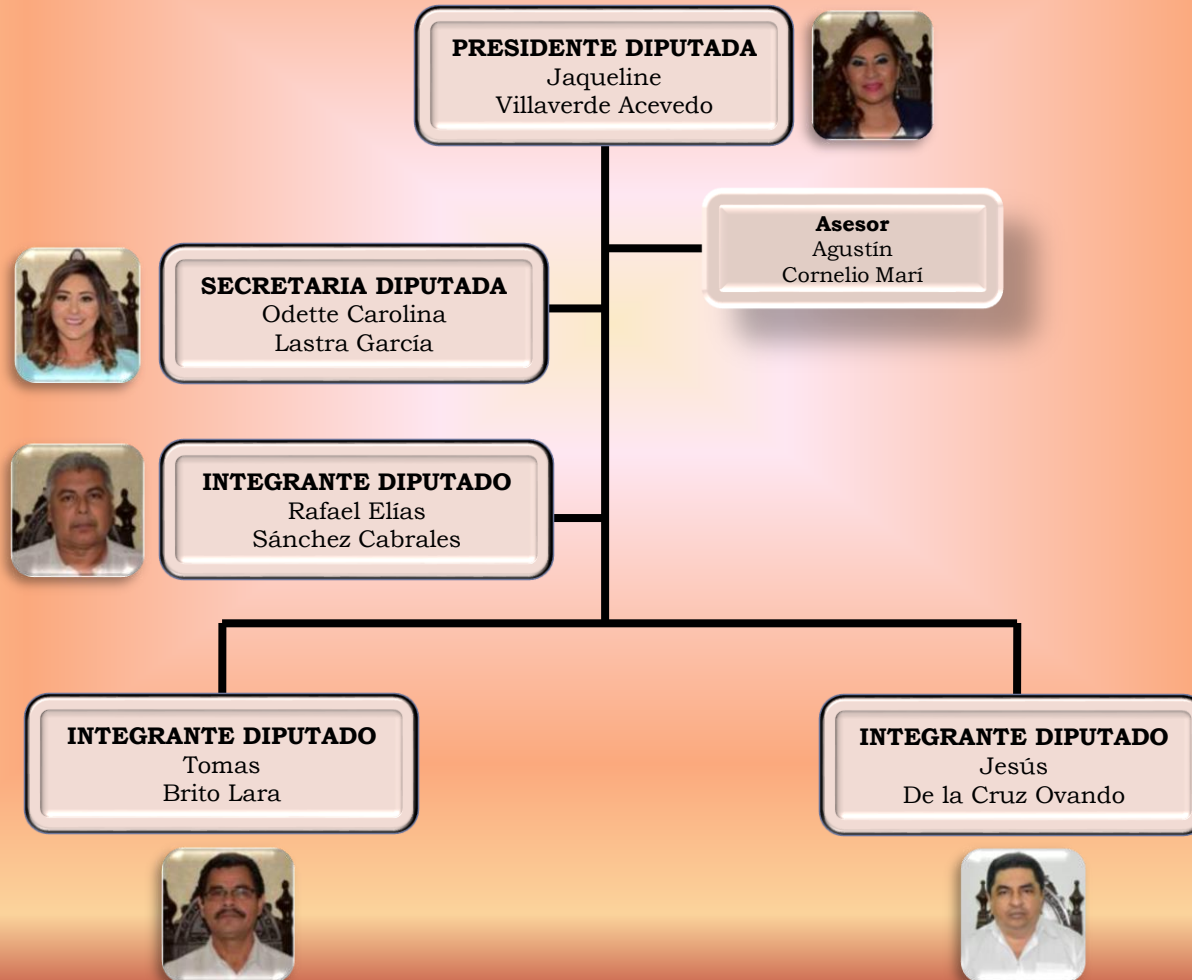 PRESIDENTE DIPUTADA
Jaqueline
Villaverde Acevedo
Asesor
Agustín
Cornelio Marí
SECRETARIA DIPUTADA
Odette Carolina
Lastra García
INTEGRANTE DIPUTADO
Rafael Elías
Sánchez Cabrales
INTEGRANTE DIPUTADO
Tomas
Brito Lara
INTEGRANTE DIPUTADO
Jesús
De la Cruz Ovando